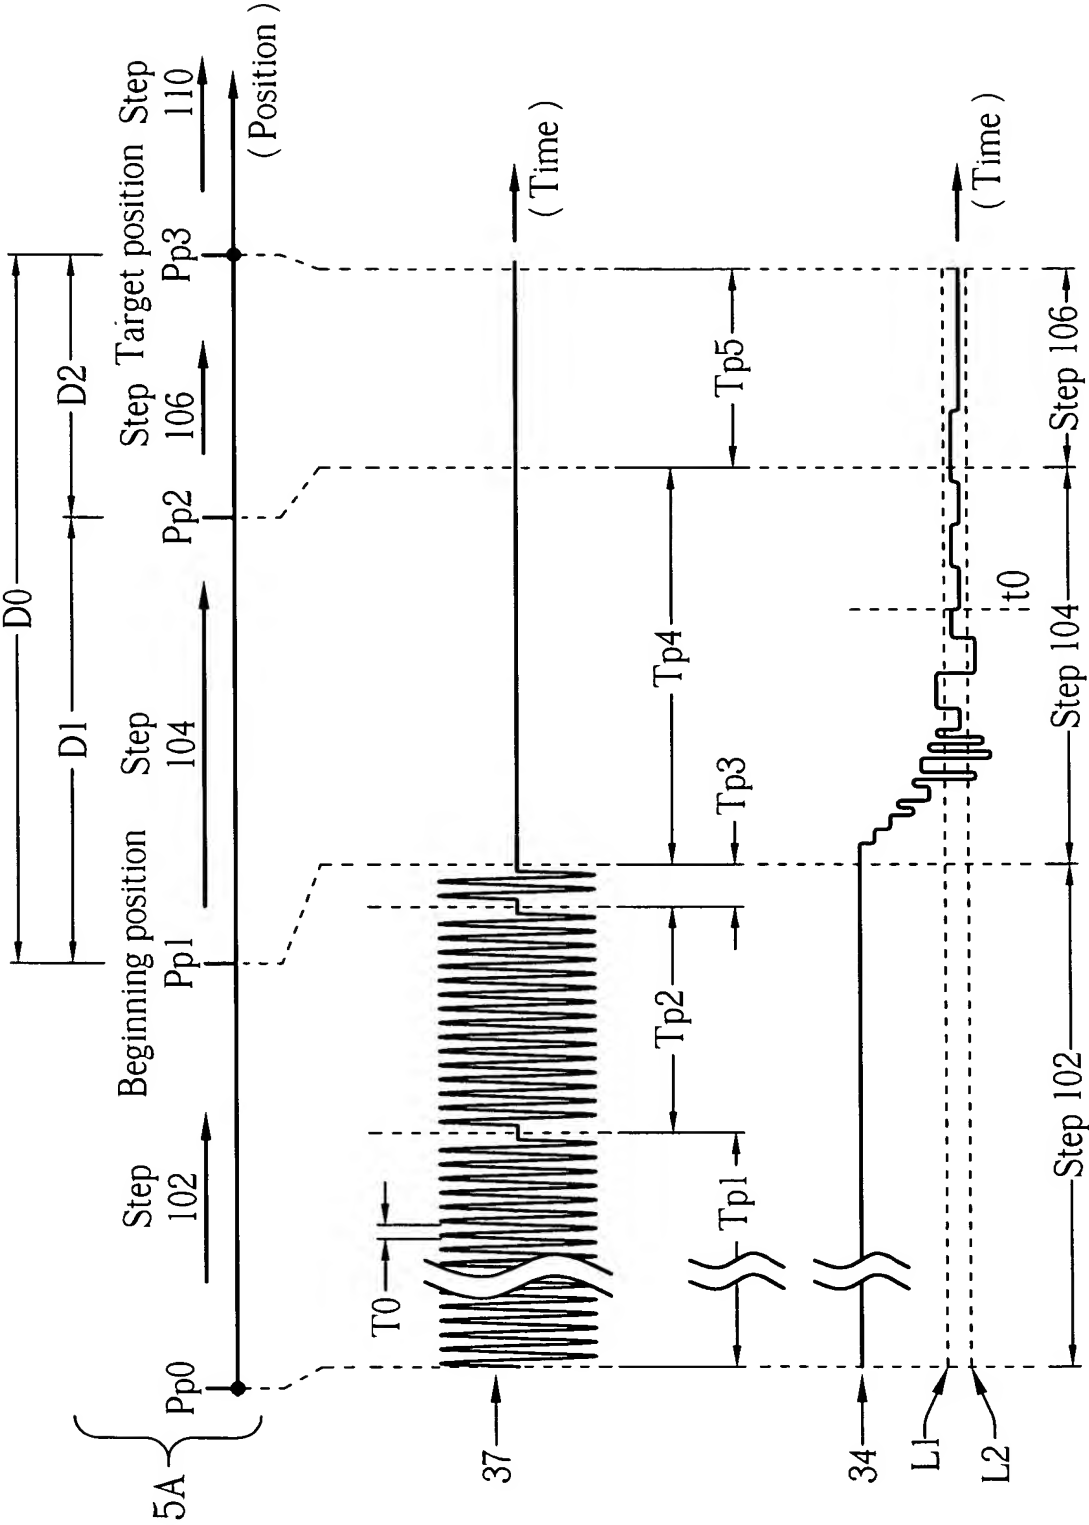 D0
D1
D2
5A
Pp0
Step
102
Beginning position
Pp1
Step
104
Pp2
Step
106
Target position
Pp3
Step
110
(Position)
T0
37
(Time)
Tp1
Tp2
Tp3
Tp4
Tp5
34
L1
L2
t0
(Time)
Step 102
Step 104
Step 106